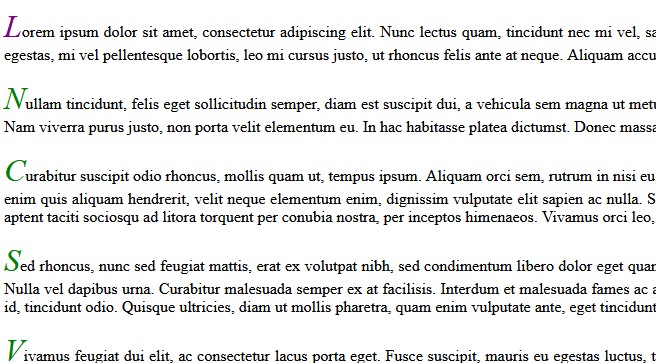 Lorem ipsum dolor sit amet, consectetur adipiscing elit. Nunc lectus quam, tincidunt nec mi vel,
egestas, mi vel pellentesque lobortis, leo mi cursus justo, ut rhoncus felis ante at neque. Aliquam
Nullam tincidunt, felis eget sollicitudin semper, diam est suscipit dui, a vehicula sem magna ut
Nam viverra purus justo, non porta velit elementum eu. In hac habitasse platea dictumst. Donec massa
Curabitur suscipit odio rhoncus, mollis quam ut, tempus ipsum. Aliquam orci sem, rutrum in nisi
enim quis aliquam hendrerit, velit neque elementum enim, dignissim vulputate elit sapien ac nulla.
aptent taciti sociosqu ad litora torquent per conubia nostra, per inceptos himenaeos. Vivamus orci leo,
Sed rhoncus, nunc sed feugiat mattis, erat ex volutpat nibh, sed condimentum libero dolor eget
Nulla vel dapibus urna. Curabitur malesuada semper ex at facilisis. Interdum et malesuada fames ac
id, tincidunt odio. Quisque ultricies, diam ut mollis pharetra, quam enim vulputate ante, eget tincidunt
Vivamus feugiat dui elit, ac consectetur lacus porta eget. Fusce suscipit, mauris eu egestas luctus,